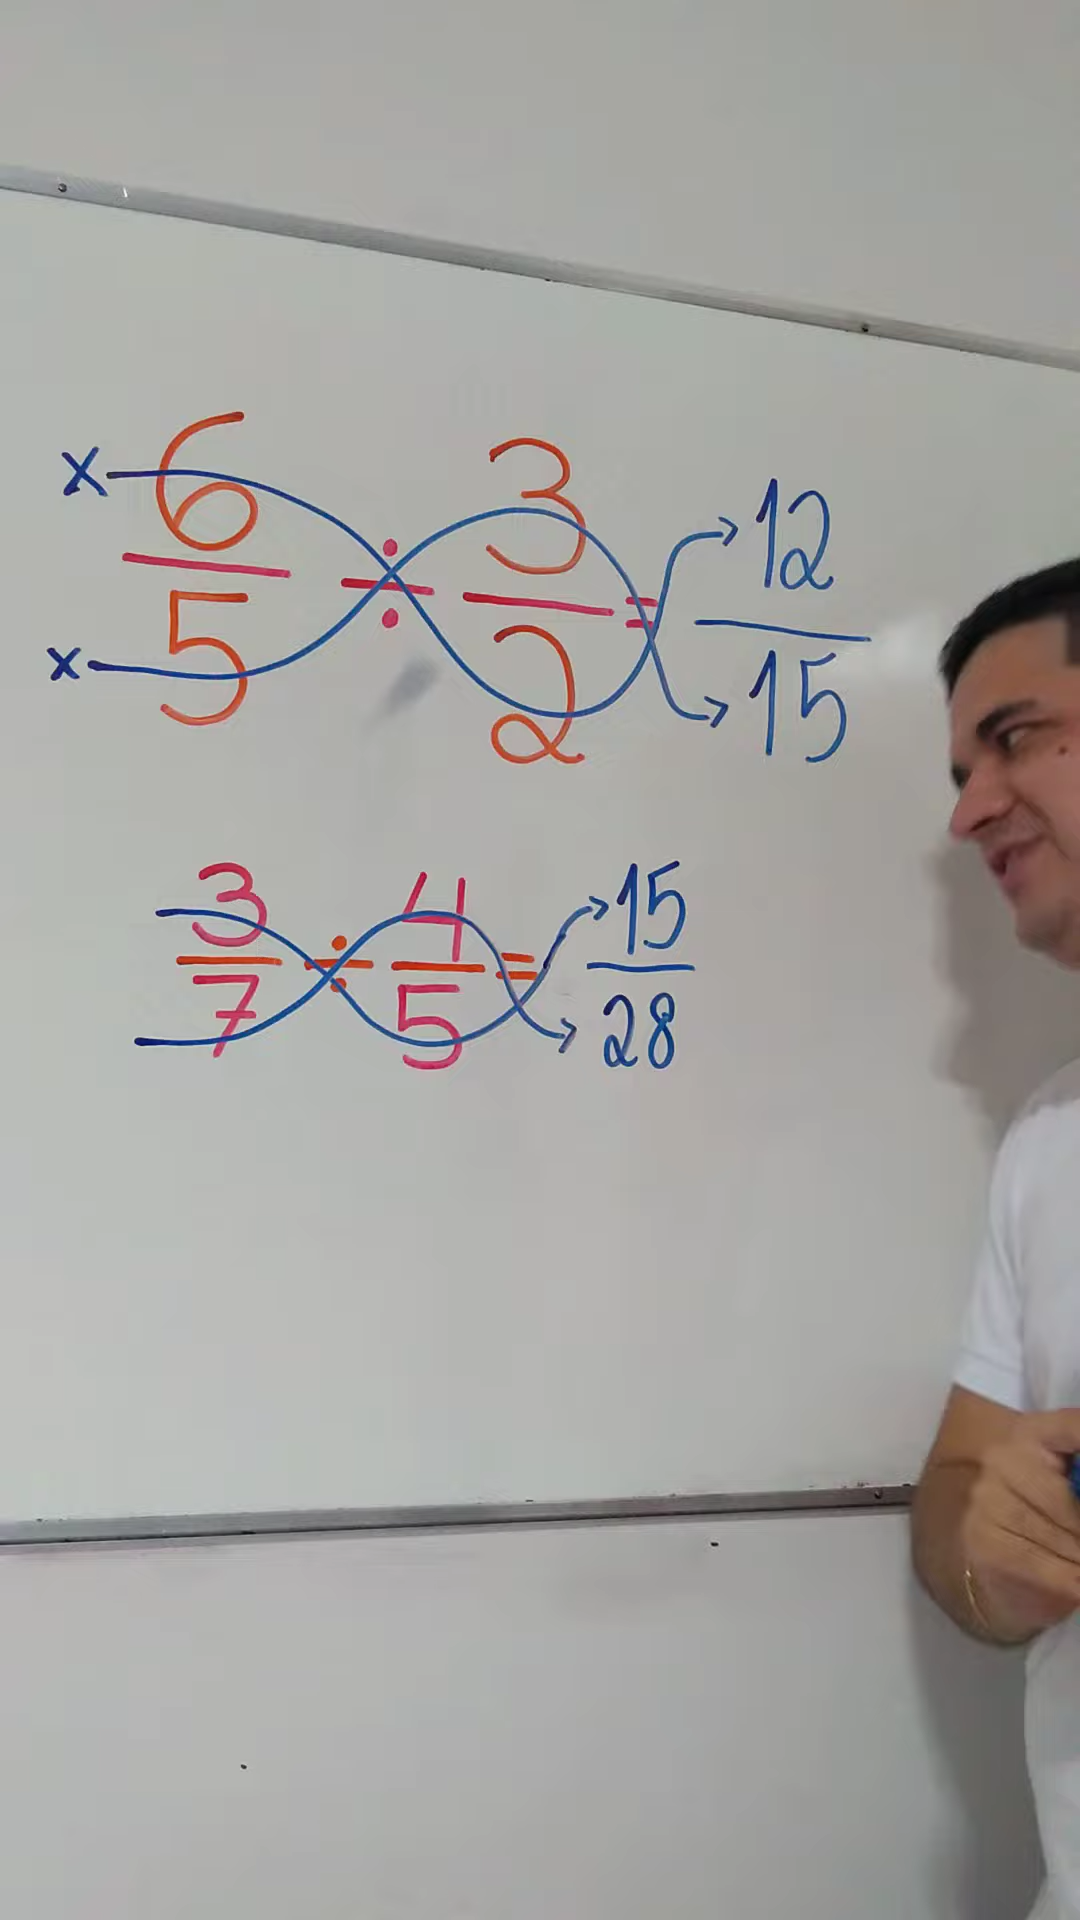 x 6/5 ÷ 3/2 = 12/15
x
3/7 ÷ 4/5 = 15/28